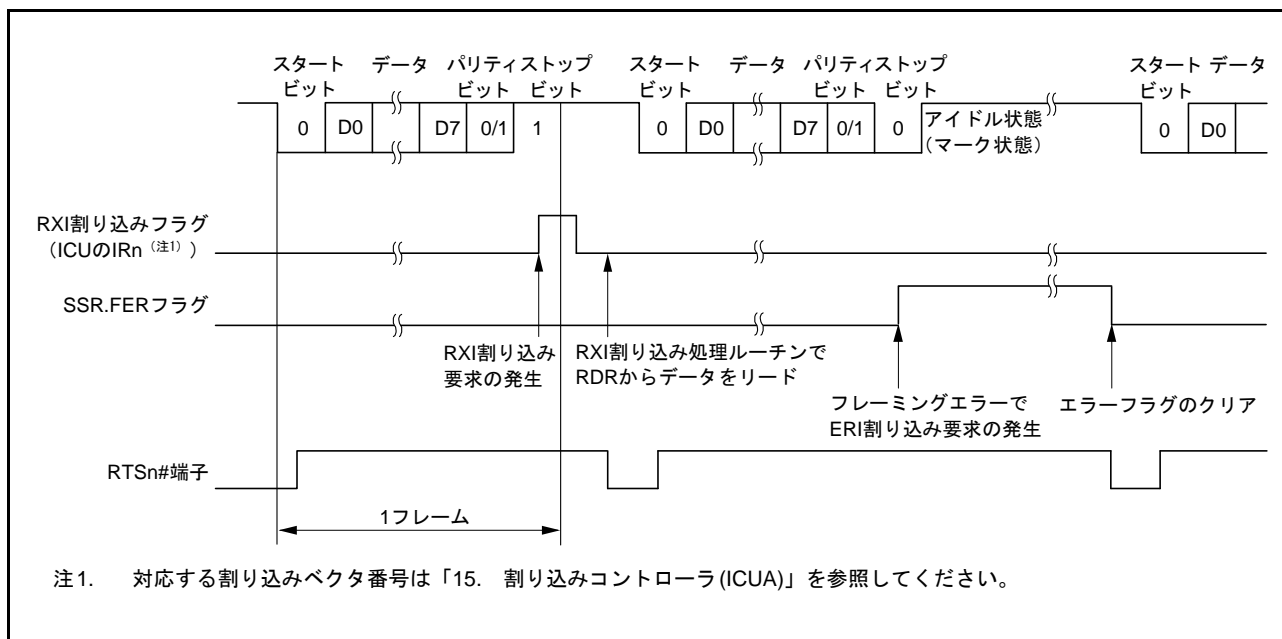 スタート データ パリティストップ スタート データ パリティストップ スタート データ
ビット ビット ビット ビット ビット ビット ビット
0 D0 D7 0/1 1 0 D0 D7 0/1 0 アイドル状態 0 D0
(マーク状態)
RXI割り込みフラグ
(ICUのIRn (注1) )
SSR.FERフラグ
RXI割り込み
要求の発生
RXI割り込み処理ルーチンで
RDRからデータをリード
フレーミングエラーで
ERI割り込み要求の発生
エラーフラグのクリア
RTSn#端子
1フレーム
注1. 対応する割り込みベクタ番号は「15. 割り込みコントローラ(ICUA)」を参照してください。